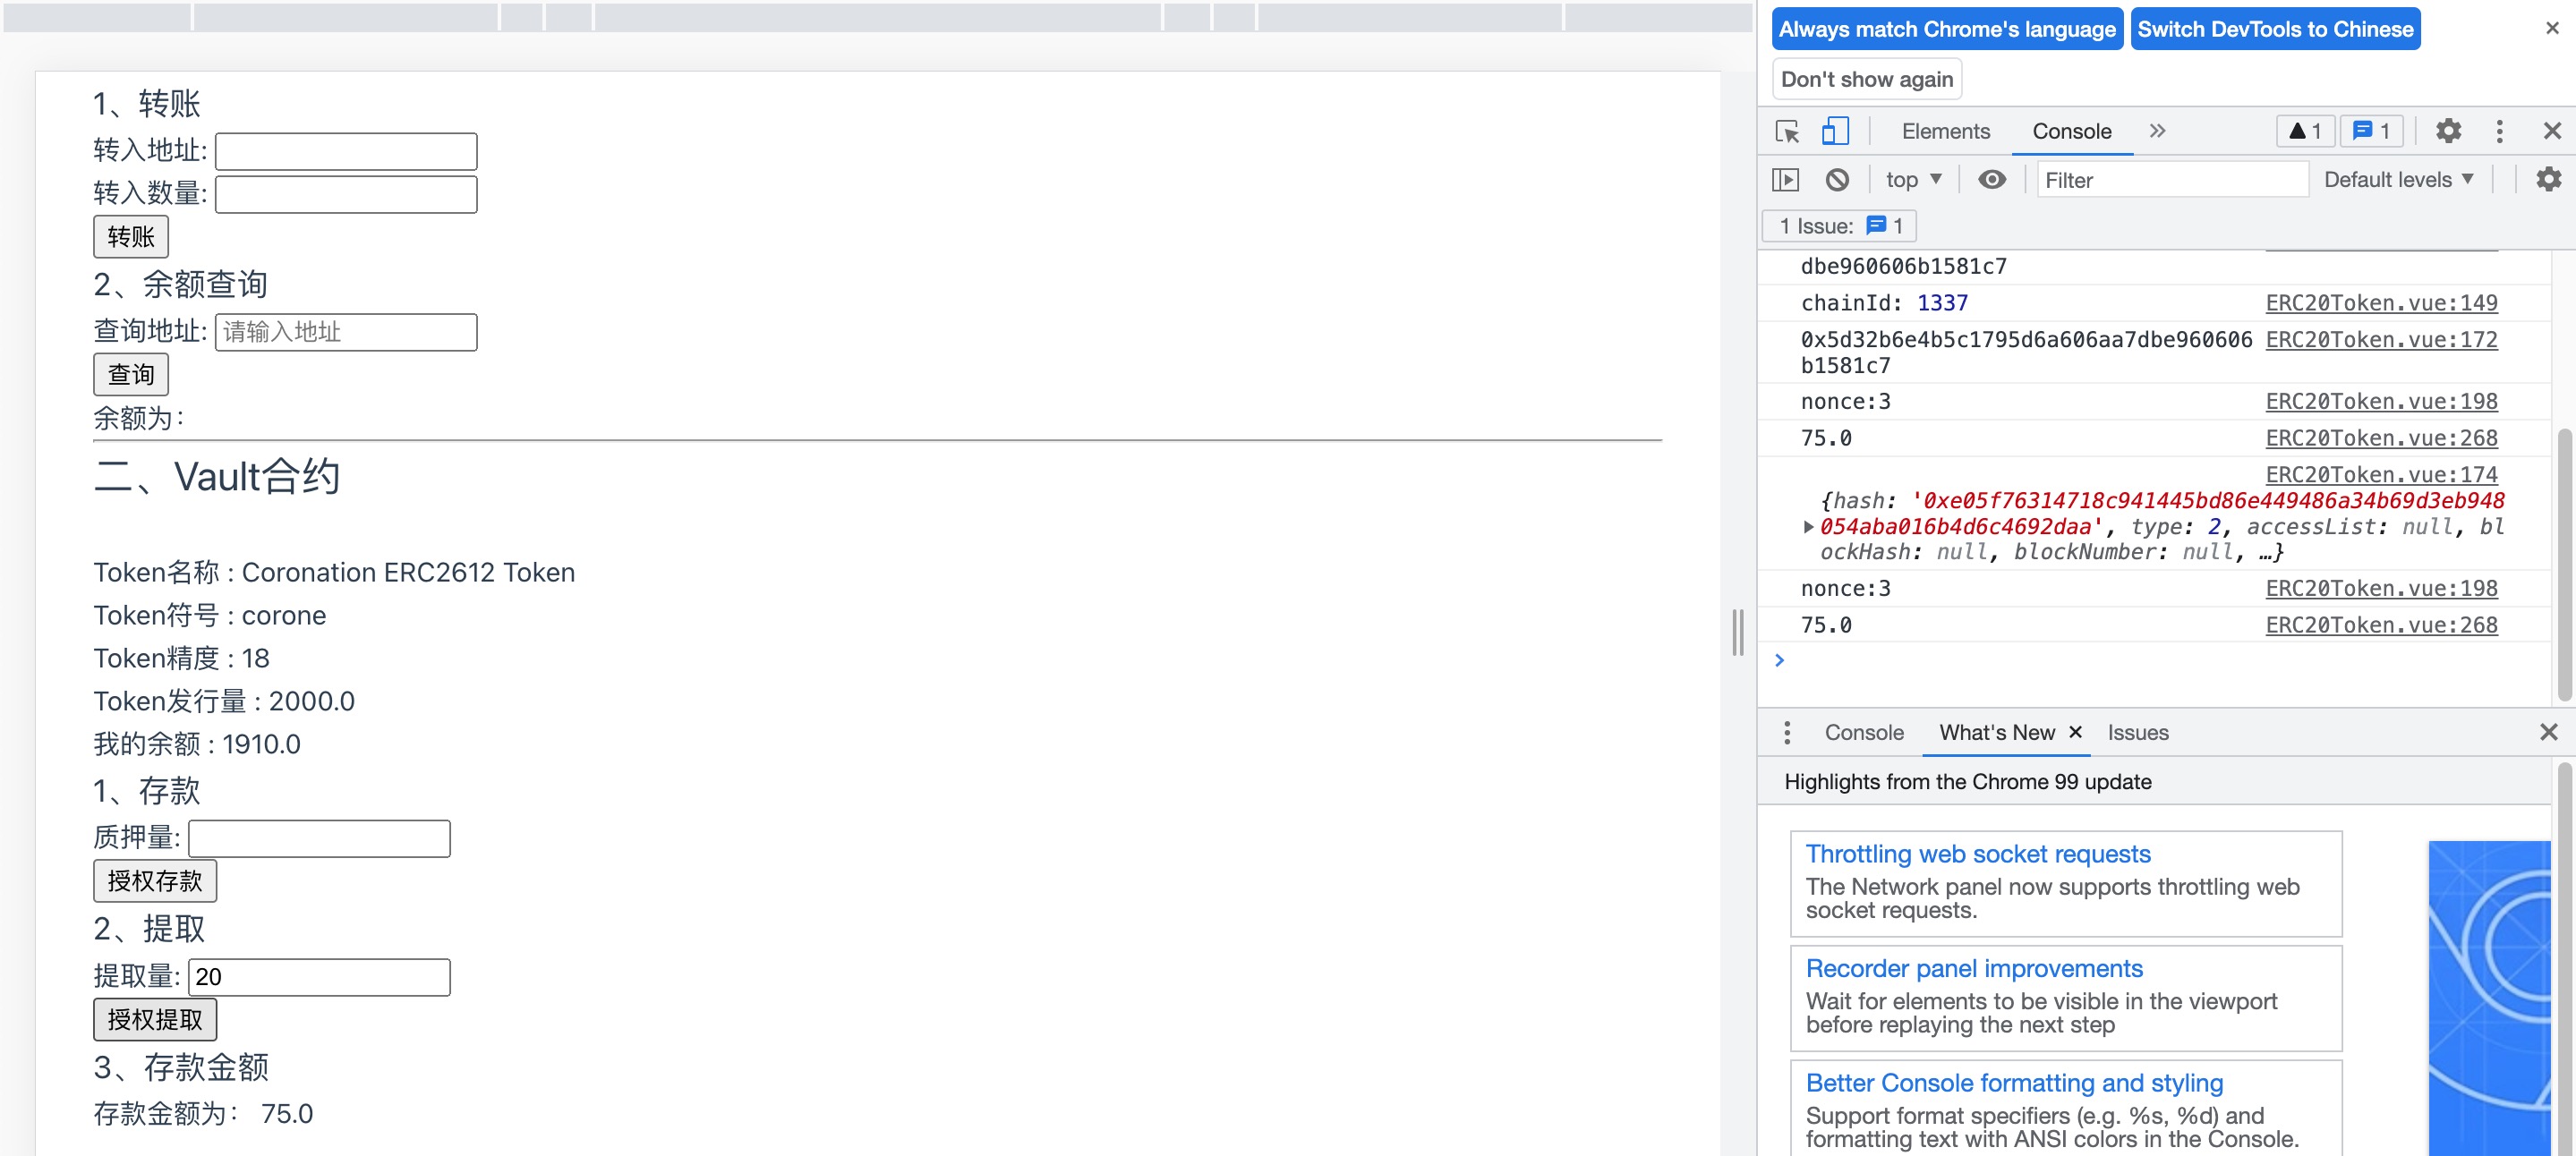 1、转账
转入地址:
转入数量:
转账
2、余额查询
查询地址: 请输入地址
查询
余额为：
二、Vault合约
Token名称 : Coronation ERC2612 Token
Token符号 : corone
Token精度 : 18
Token发行量 : 2000.0
我的余额 : 1910.0
1、存款
质押量:
授权存款
2、提取
提取量: 20
授权提取
3、存款金额
存款金额为： 75.0
Always match Chrome's language Switch DevTools to Chinese
Don't show again
Elements Console 1 1
top Filter Default levels
1 Issue: 1
dbe960606b1581c7
chainId: 1337 ERC20Token.vue:149
0x5d32b6e4b5c1795d6a606aa7dbe960606 ERC20Token.vue:172
b1581c7
nonce:3 ERC20Token.vue:198
75.0 ERC20Token.vue:268
ERC20Token.vue:174
{hash: '0xe05f76314718c941445bd86e449486a34b69d3eb948
054aba016b4d6c4692daa', type: 2, accessList: null, bl
ockHash: null, blockNumber: null, …}
nonce:3 ERC20Token.vue:198
75.0 ERC20Token.vue:268
Console What's New Issues
Highlights from the Chrome 99 update
Throttling web socket requests
The Network panel now supports throttling web
socket requests.
Recorder panel improvements
Wait for elements to be visible in the viewport
before replaying the next step
Better Console formatting and styling
Support format specifiers (e.g. %s, %d) and
formatting text with ANSI colors in the Console.